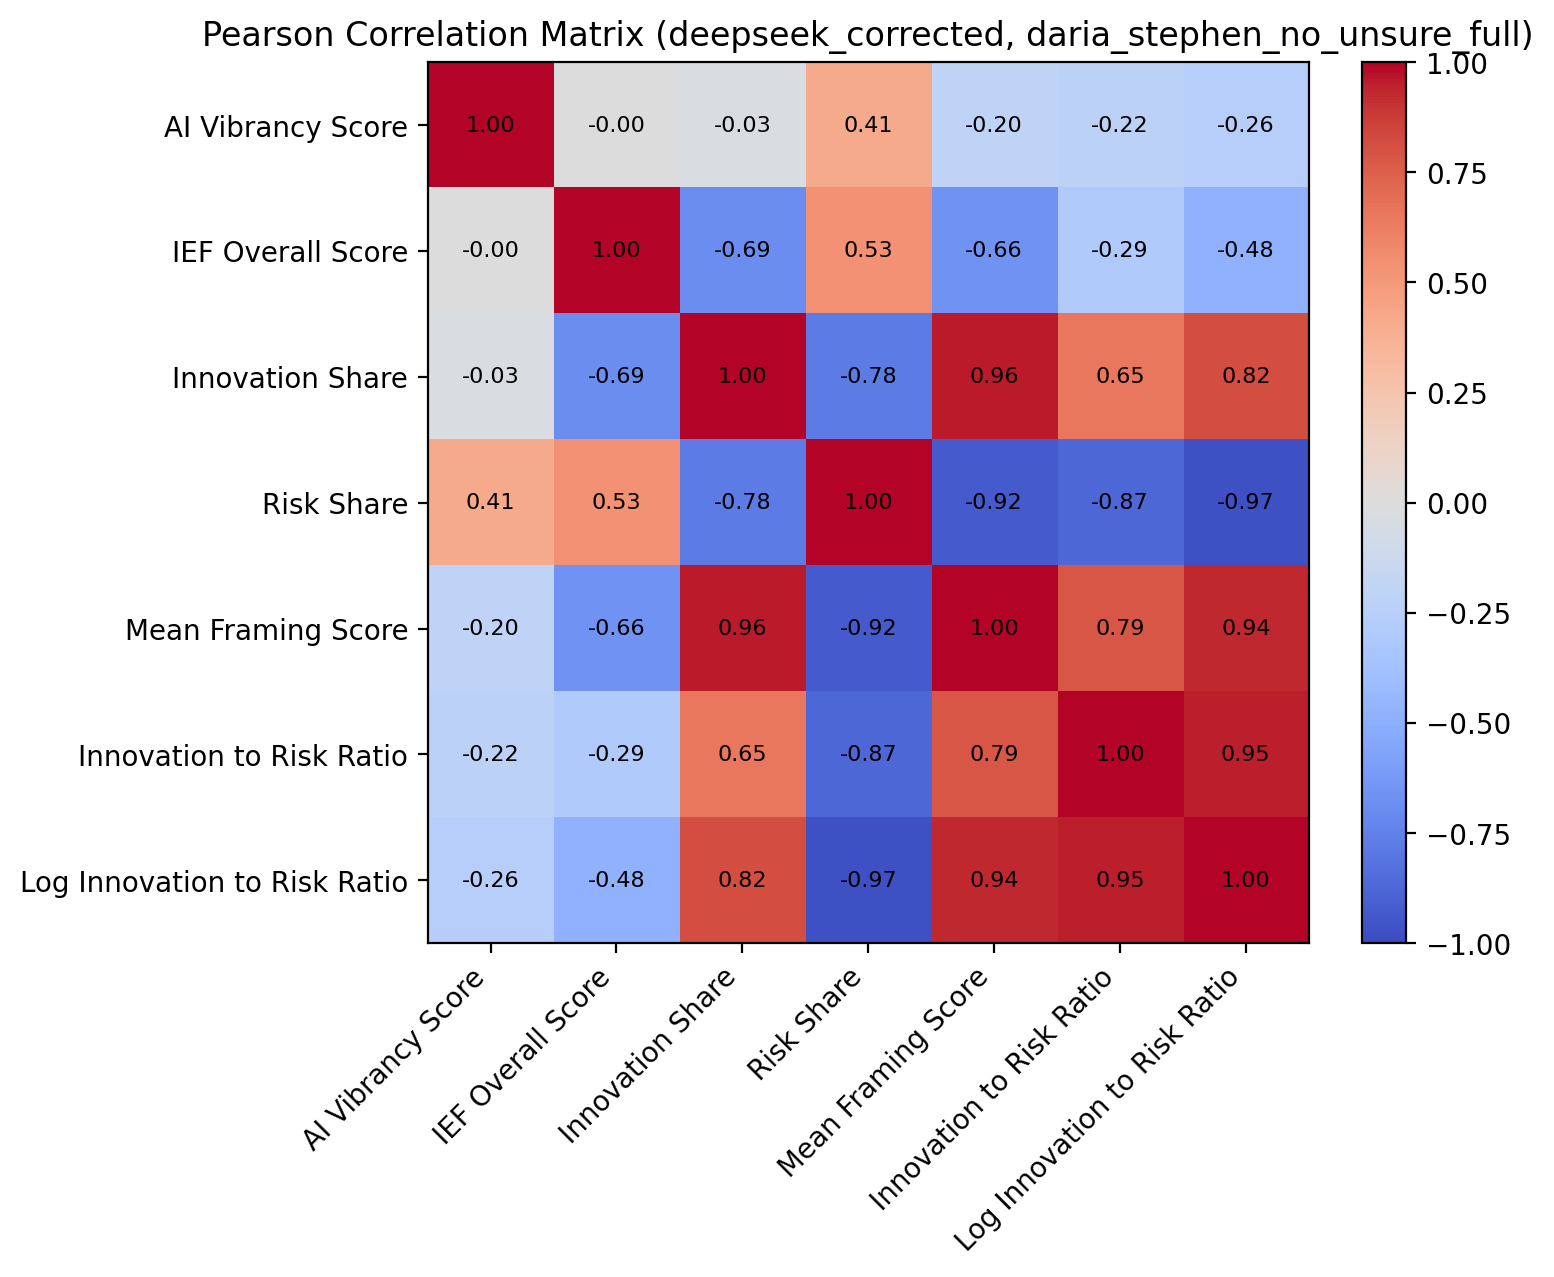 Pearson Correlation Matrix (deepseek_corrected, daria_stephen_no_unsure_full)
AI Vibrancy Score 1.00 -0.00 -0.03 0.41 -0.20 -0.22 -0.26
IEF Overall Score -0.00 1.00 -0.69 0.53 -0.66 -0.29 -0.48
Innovation Share -0.03 -0.69 1.00 -0.78 0.96 0.65 0.82
Risk Share 0.41 0.53 -0.78 1.00 -0.92 -0.87 -0.97
Mean Framing Score -0.20 -0.66 0.96 -0.92 1.00 0.79 0.94
Innovation to Risk Ratio -0.22 -0.29 0.65 -0.87 0.79 1.00 0.95
Log Innovation to Risk Ratio -0.26 -0.48 0.82 -0.97 0.94 0.95 1.00
AI Vibrancy Score
IEF Overall Score
Innovation Share
Risk Share
Mean Framing Score
Innovation to Risk Ratio
Log Innovation to Risk Ratio
1.00
0.75
0.50
0.25
0.00
−0.25
−0.50
−0.75
−1.00